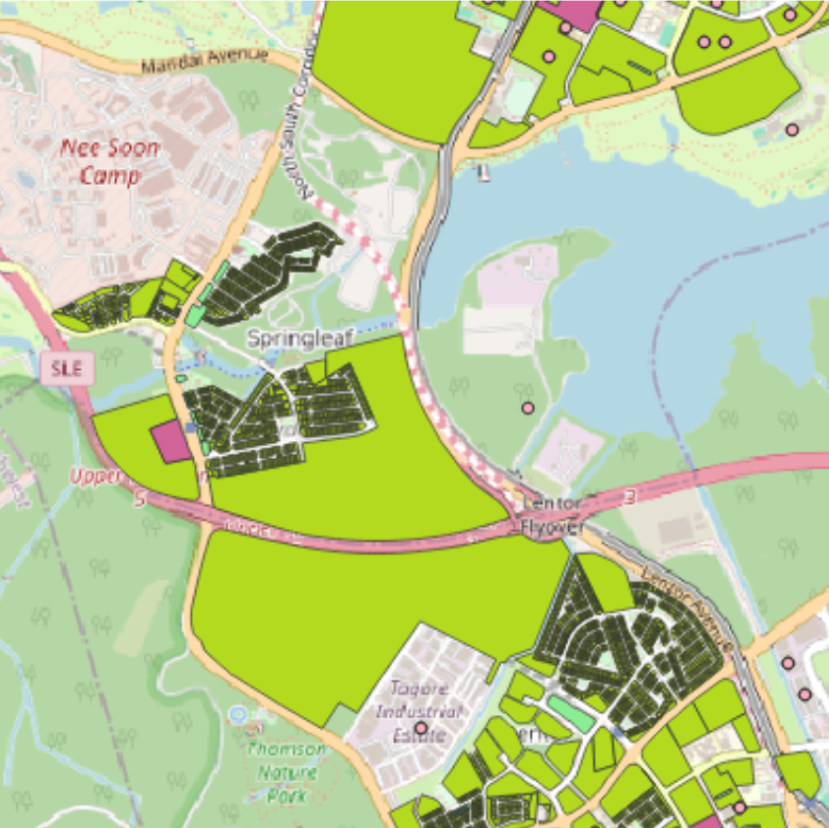 Mandai Avenue
North South Corridor
Nee Soon
Camp
Springleaf
SLE
Upper
5
3
Lentor
Flyover
Lentor Avenue
Tagore
Industrial
Estate
Thomson
Nature
Park